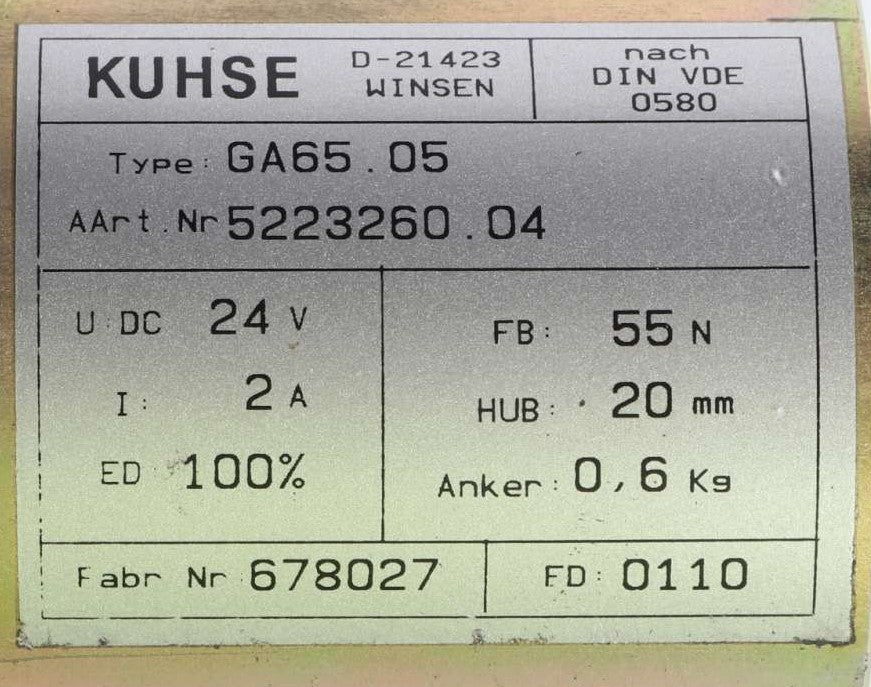 KUHSE D-21423 WINSEN
nach DIN VDE 0580
Type: GA65.05
AArt.Nr 5223260.04
U DC 24 V
I: 2 A
ED 100%
FB: 55 N
HUB: 20 mm
Anker: 0,6 Kg
Fabr Nr 678027
FD: 0110